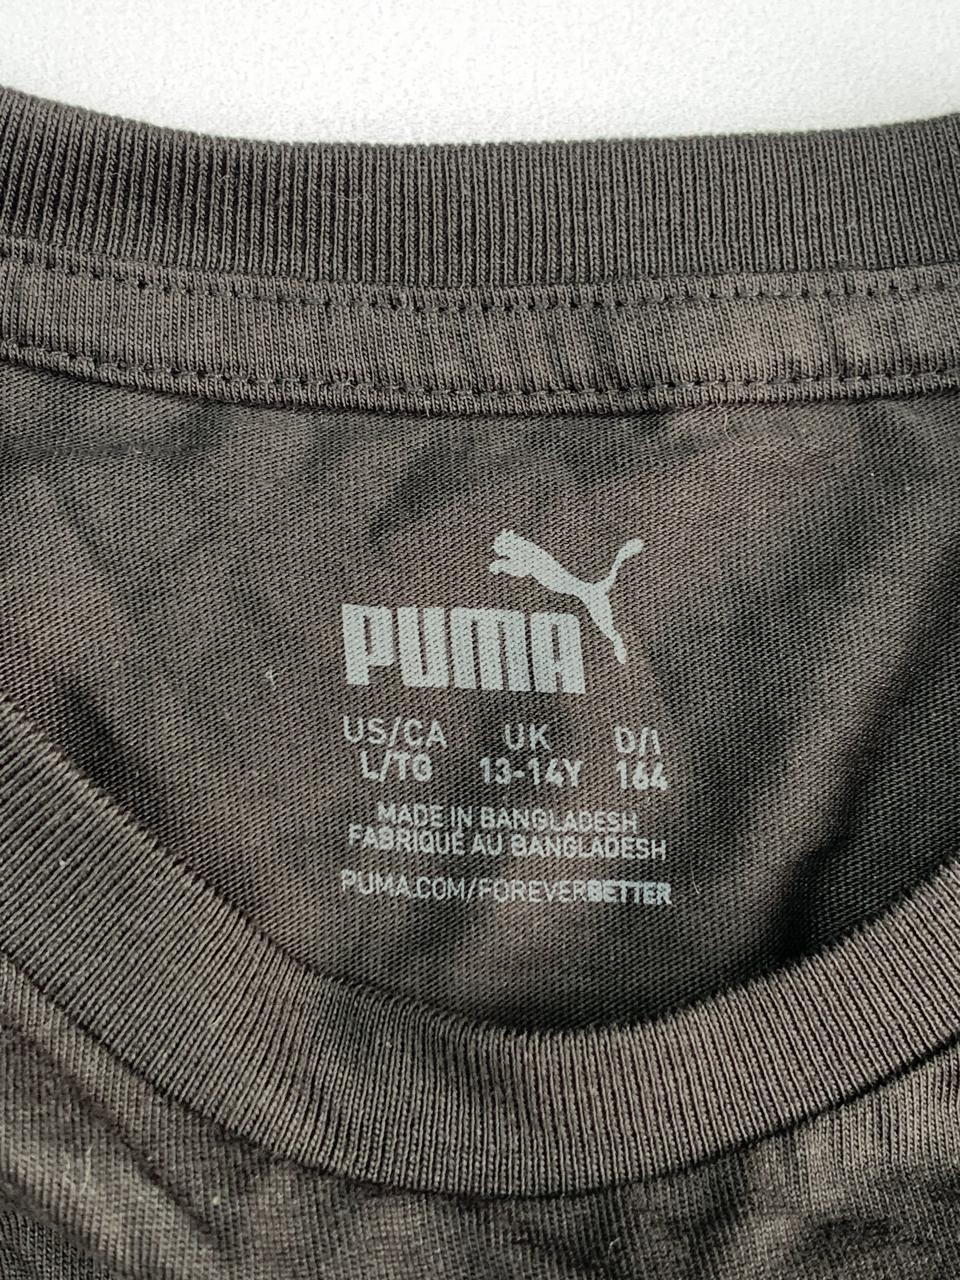 PUMA
US/CA UK D/I
L/TG 13-14Y 164
MADE IN BANGLADESH
FABRIQUÉ AU BANGLADESH
PUMA.COM/FOREVERBETTER